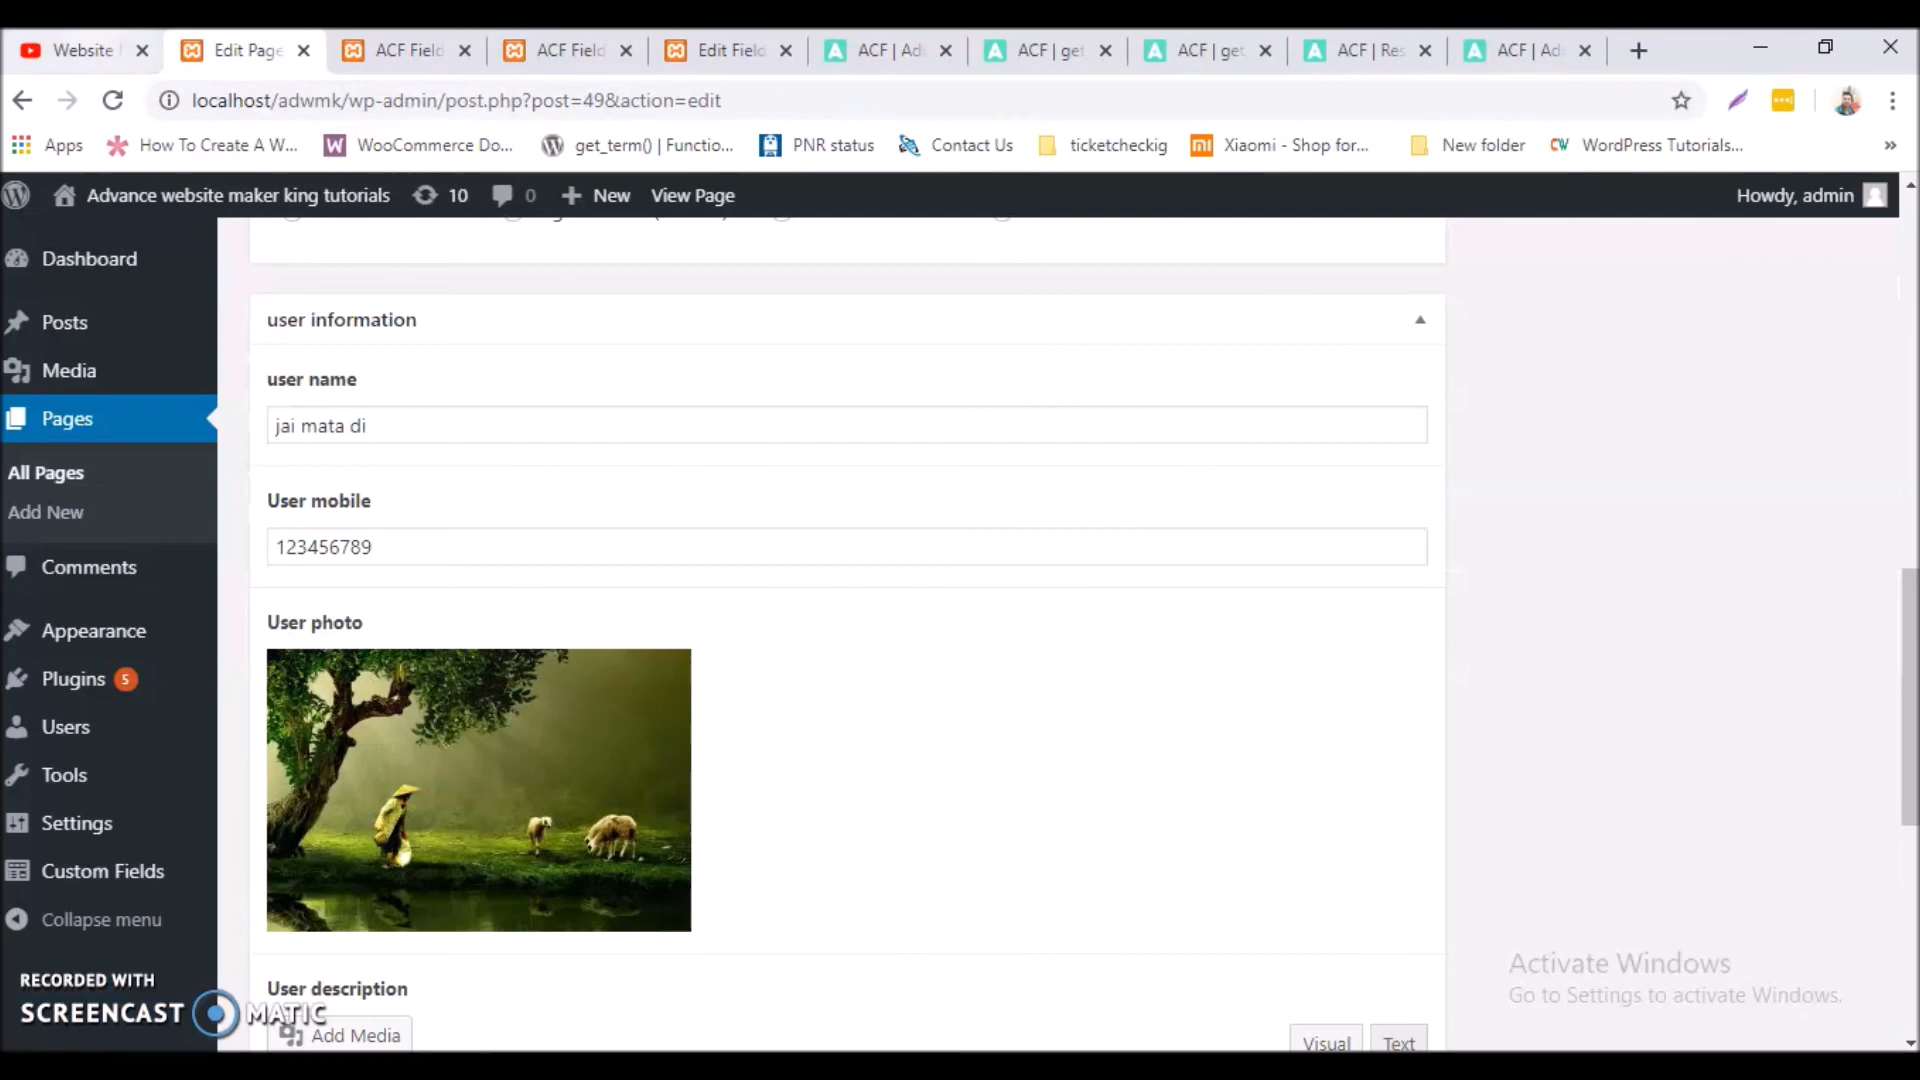 Website
Edit Page
ACF Field
ACF Field
Edit Field
ACF | Ad
ACF | get
ACF | get
ACF | Res
ACF | Ad
localhost/adwmk/wp-admin/post.php?post=49&action=edit
Apps
How To Create A W...
WooCommerce Do...
get_term() | Functio...
PNR status
Contact Us
ticketcheckig
Xiaomi - Shop for...
New folder
WordPress Tutorials...
Advance website maker king tutorials
10
0
New
View Page
Howdy, admin
Dashboard
Posts
Media
Pages
All Pages
Add New
Comments
Appearance
Plugins 5
Users
Tools
Settings
Custom Fields
Collapse menu
user information
user name
jai mata di
User mobile
123456789
User photo
User description
Add Media
Visual
Text
Activate Windows
Go to Settings to activate Windows.
RECORDED WITH
SCREENCAST MATIC